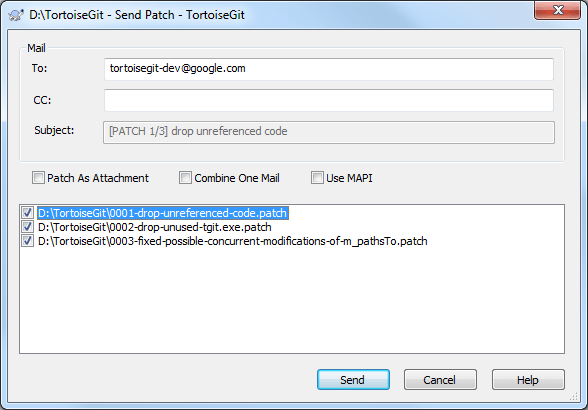 D:\TortoiseGit - Send Patch - TortoiseGit
Mail
To: tortoisegit-dev@google.com
CC:
Subject: [PATCH 1/3] drop unreferenced code
Patch As Attachment Combine One Mail Use MAPI
D:\TortoiseGit\0001-drop-unreferenced-code.patch
D:\TortoiseGit\0002-drop-unused-tgit.exe.patch
D:\TortoiseGit\0003-fixed-possible-concurrent-modifications-of-m_pathsTo.patch
Send Cancel Help